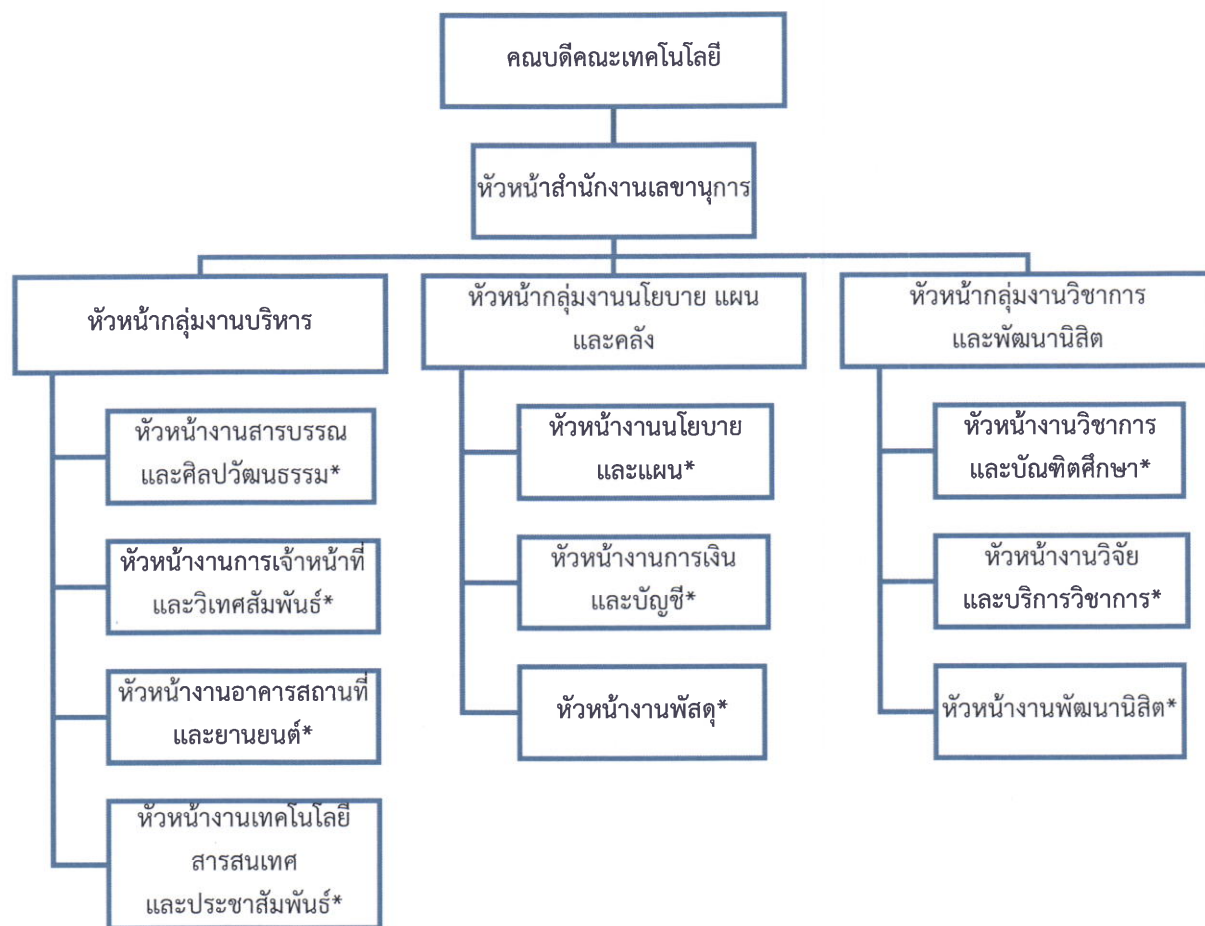 คณบดีคณะเทคโนโลยี
หัวหน้าสำนักงานเลขานุการ
หัวหน้ากลุ่มงานบริหาร
หัวหน้างานสารบรรณ
และศิลปวัฒนธรรม*
หัวหน้างานการเจ้าหน้าที่
และวิเทศสัมพันธ์*
หัวหน้างานอาคารสถานที่
และยานยนต์*
หัวหน้างานเทคโนโลยี
สารสนเทศ
และประชาสัมพันธ์*
หัวหน้ากลุ่มงานนโยบาย แผน
และคลัง
หัวหน้างานนโยบาย
และแผน*
หัวหน้างานการเงิน
และบัญชี*
หัวหน้างานพัสดุ*
หัวหน้ากลุ่มงานวิชาการ
และพัฒนานิสิต
หัวหน้างานวิชาการ
และบัณฑิตศึกษา*
หัวหน้างานวิจัย
และบริการวิชาการ*
หัวหน้างานพัฒนานิสิต*